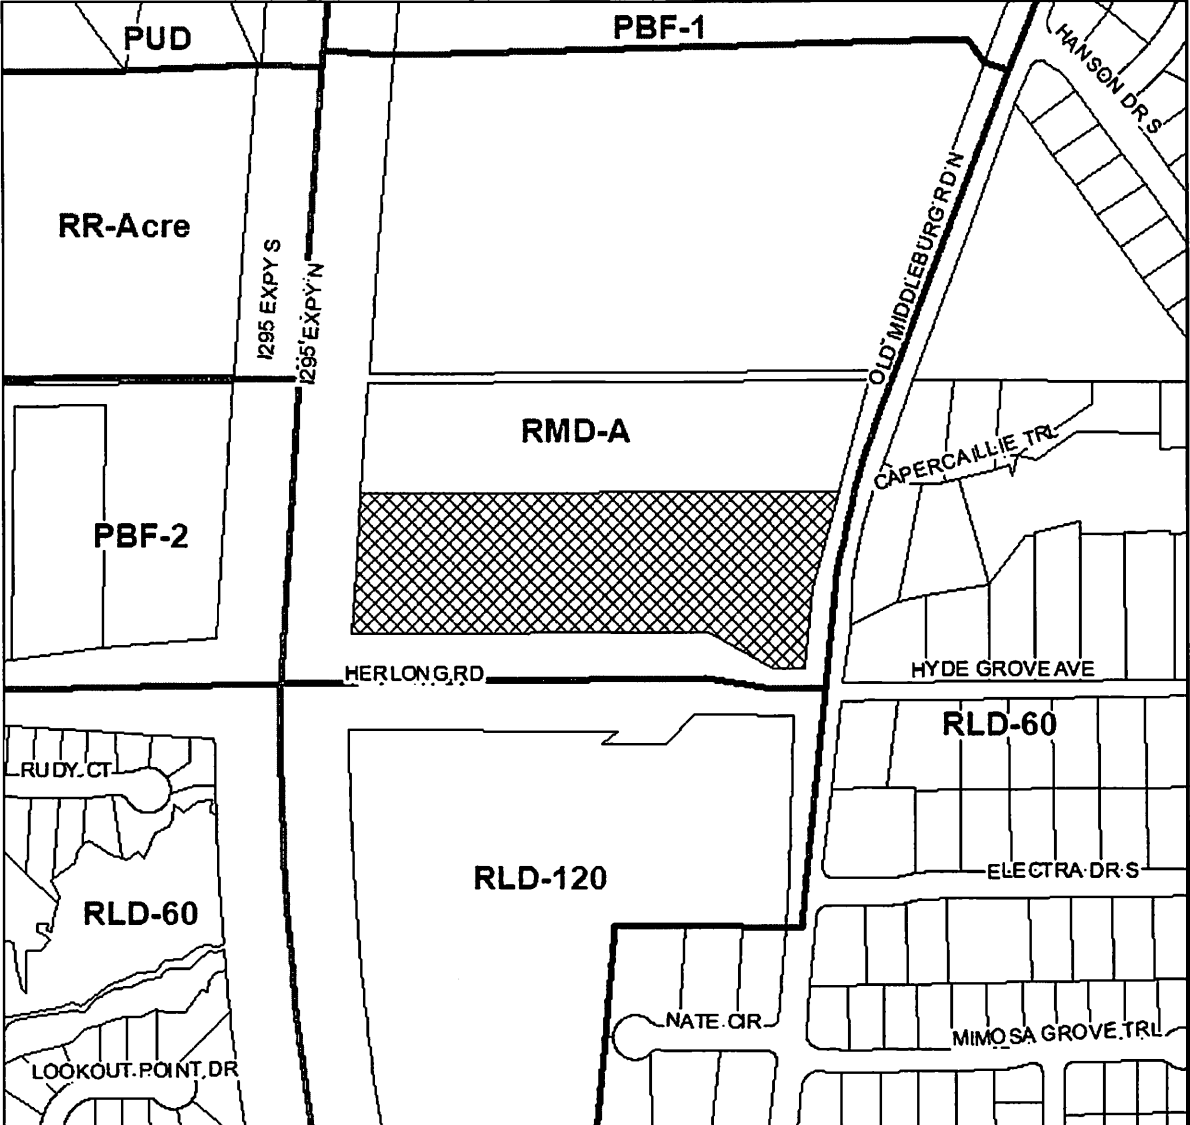 PUD
PBF-1
HANSON DR S
RR-Acre
I295 EXPY S
I295 EXPY N
OLD MIDDLEBURG RD N
RMD-A
CAPERCAILLIE TRL
PBF-2
HERLONG RD
HYDE GROVE AVE
RLD-60
RUDY CT
RLD-120
ELECTRA DR S
RLD-60
NATE CIR
MIMOSA GROVE TRL
LOOKOUT POINT DR